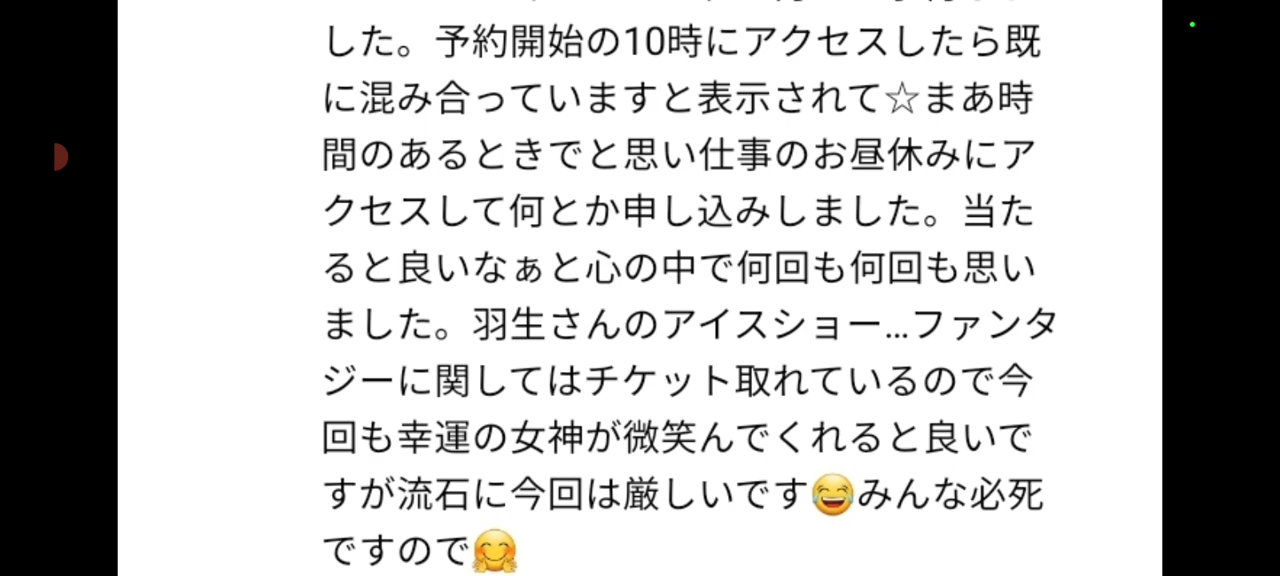 した。予約開始の10時にアクセスしたら既
に混み合っていますと表示されて☆まあ時
間のあるときでと思い仕事のお昼休みにア
クセスして何とか申し込みしました。当た
ると良いなぁと心の中で何回も何回も思い
ました。羽生さんのアイスショー...ファンタ
ジーに関してはチケット取れているので今
回も幸運の女神が微笑んでくれると良いで
すが流石に今回は厳しいです😂みんな必死
ですので🤗